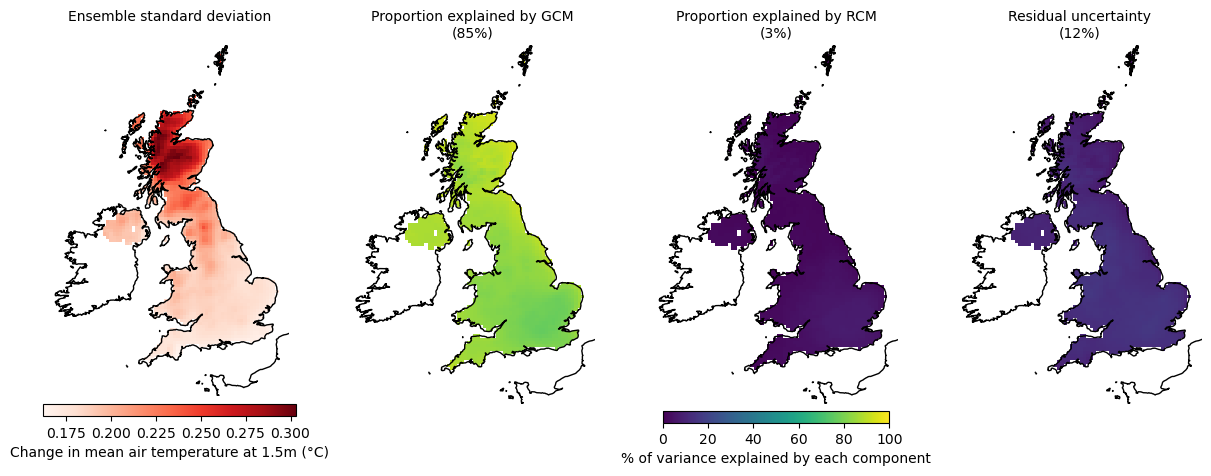 Ensemble standard deviation
Proportion explained by GCM
(85%)
Proportion explained by RCM
(3%)
Residual uncertainty
(12%)
0.175 0.200 0.225 0.250 0.275 0.300
Change in mean air temperature at 1.5m (°C)
0 20 40 60 80 100
% of variance explained by each component